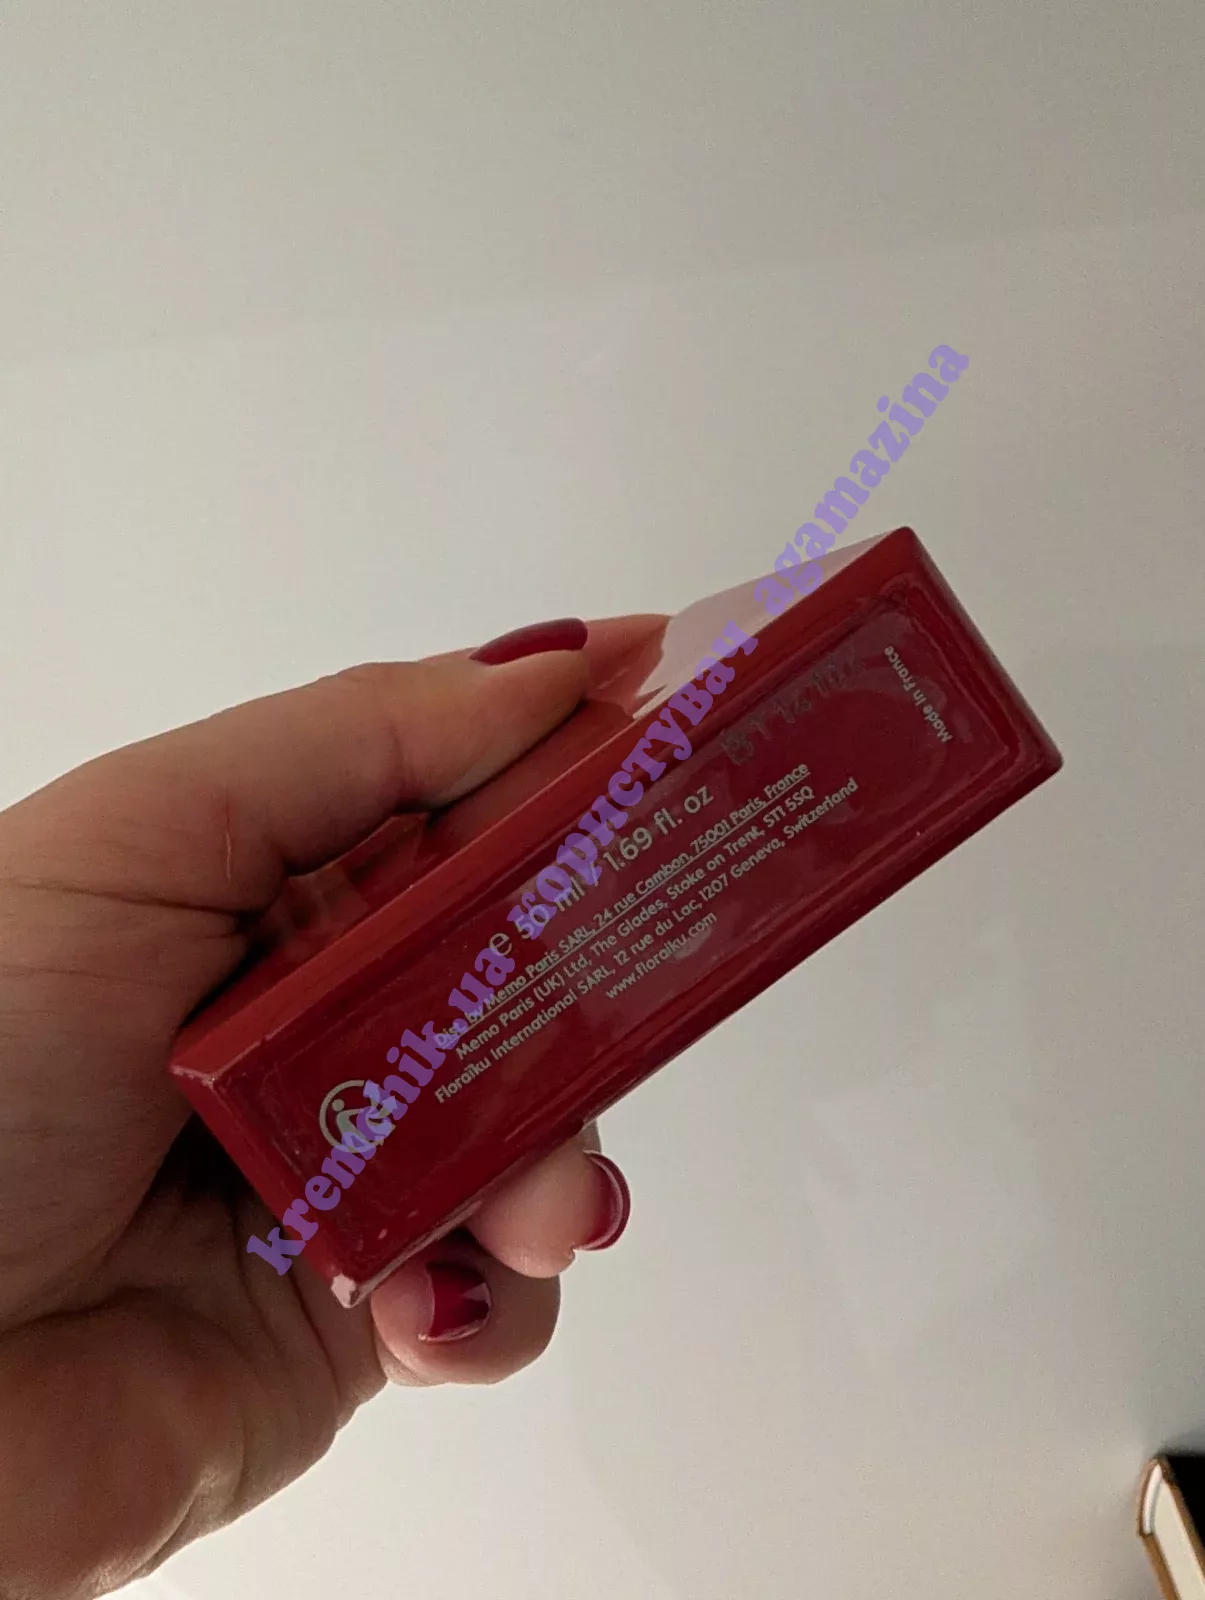 e 50 ml / 1.69 fl. oz
Dist. by Memo Paris SARL, 24 rue Cambon, 75001 Paris, France
Memo Paris (UK) Ltd, The Glades, Stoke on Trent, ST1 5SQ
Floraïku International SARL, 12 rue du Lac, 1207 Geneva, Switzerland
www.floraiku.com
Made in France
kremchik.ua користувач agamazina